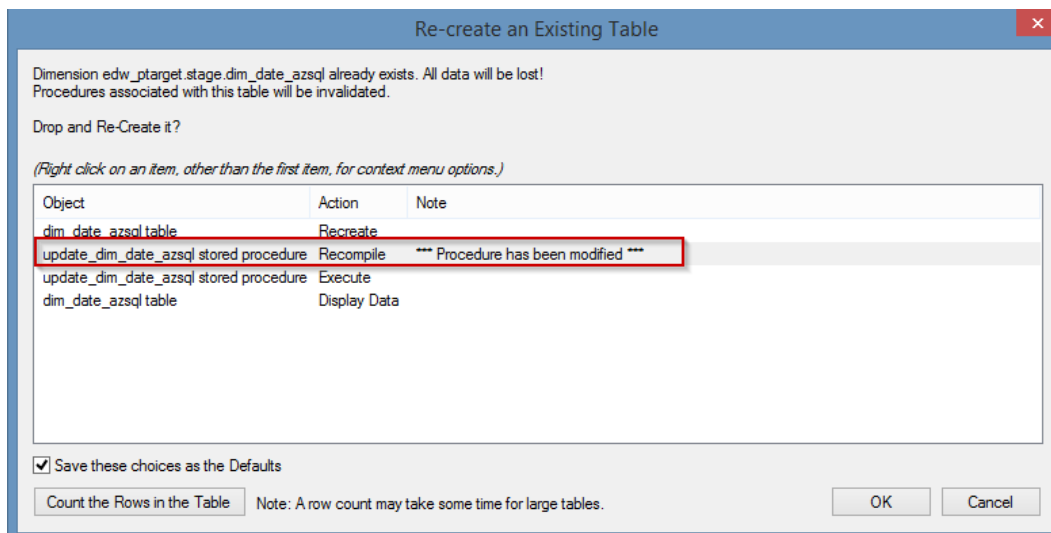 Re-create an Existing Table
Dimension edw_ptarget.stage.dim_date_azsql already exists. All data will be lost!
Procedures associated with this table will be invalidated.
Drop and Re-Create it?
(Right click on an item, other than the first item, for context menu options.)
Object Action Note
dim_date_azsql table Recreate
update_dim_date_azsql stored procedure Recompile *** Procedure has been modified ***
update_dim_date_azsql stored procedure Execute
dim_date_azsql table Display Data
Save these choices as the Defaults
Count the Rows in the Table Note: A row count may take some time for large tables. OK Cancel